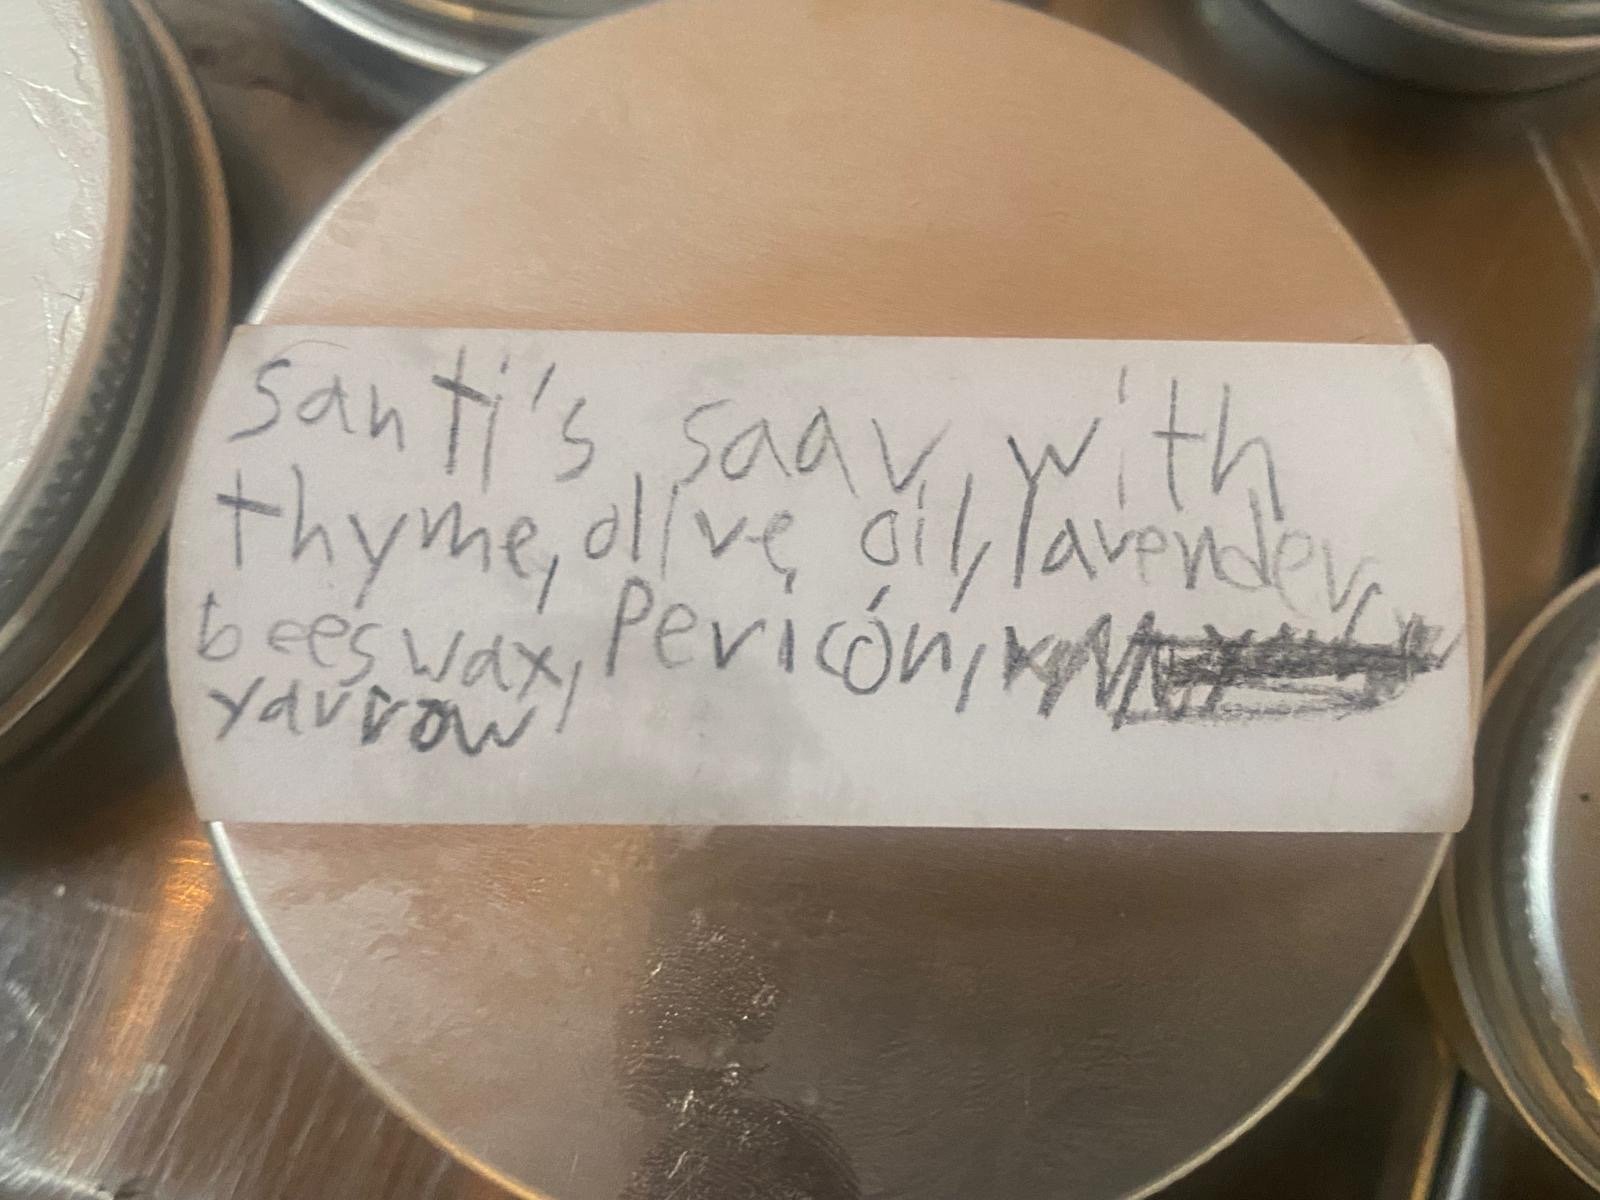 santi's saav, with
thyme, olive oil, lavender,
beeswax, Pericón,
yarrow